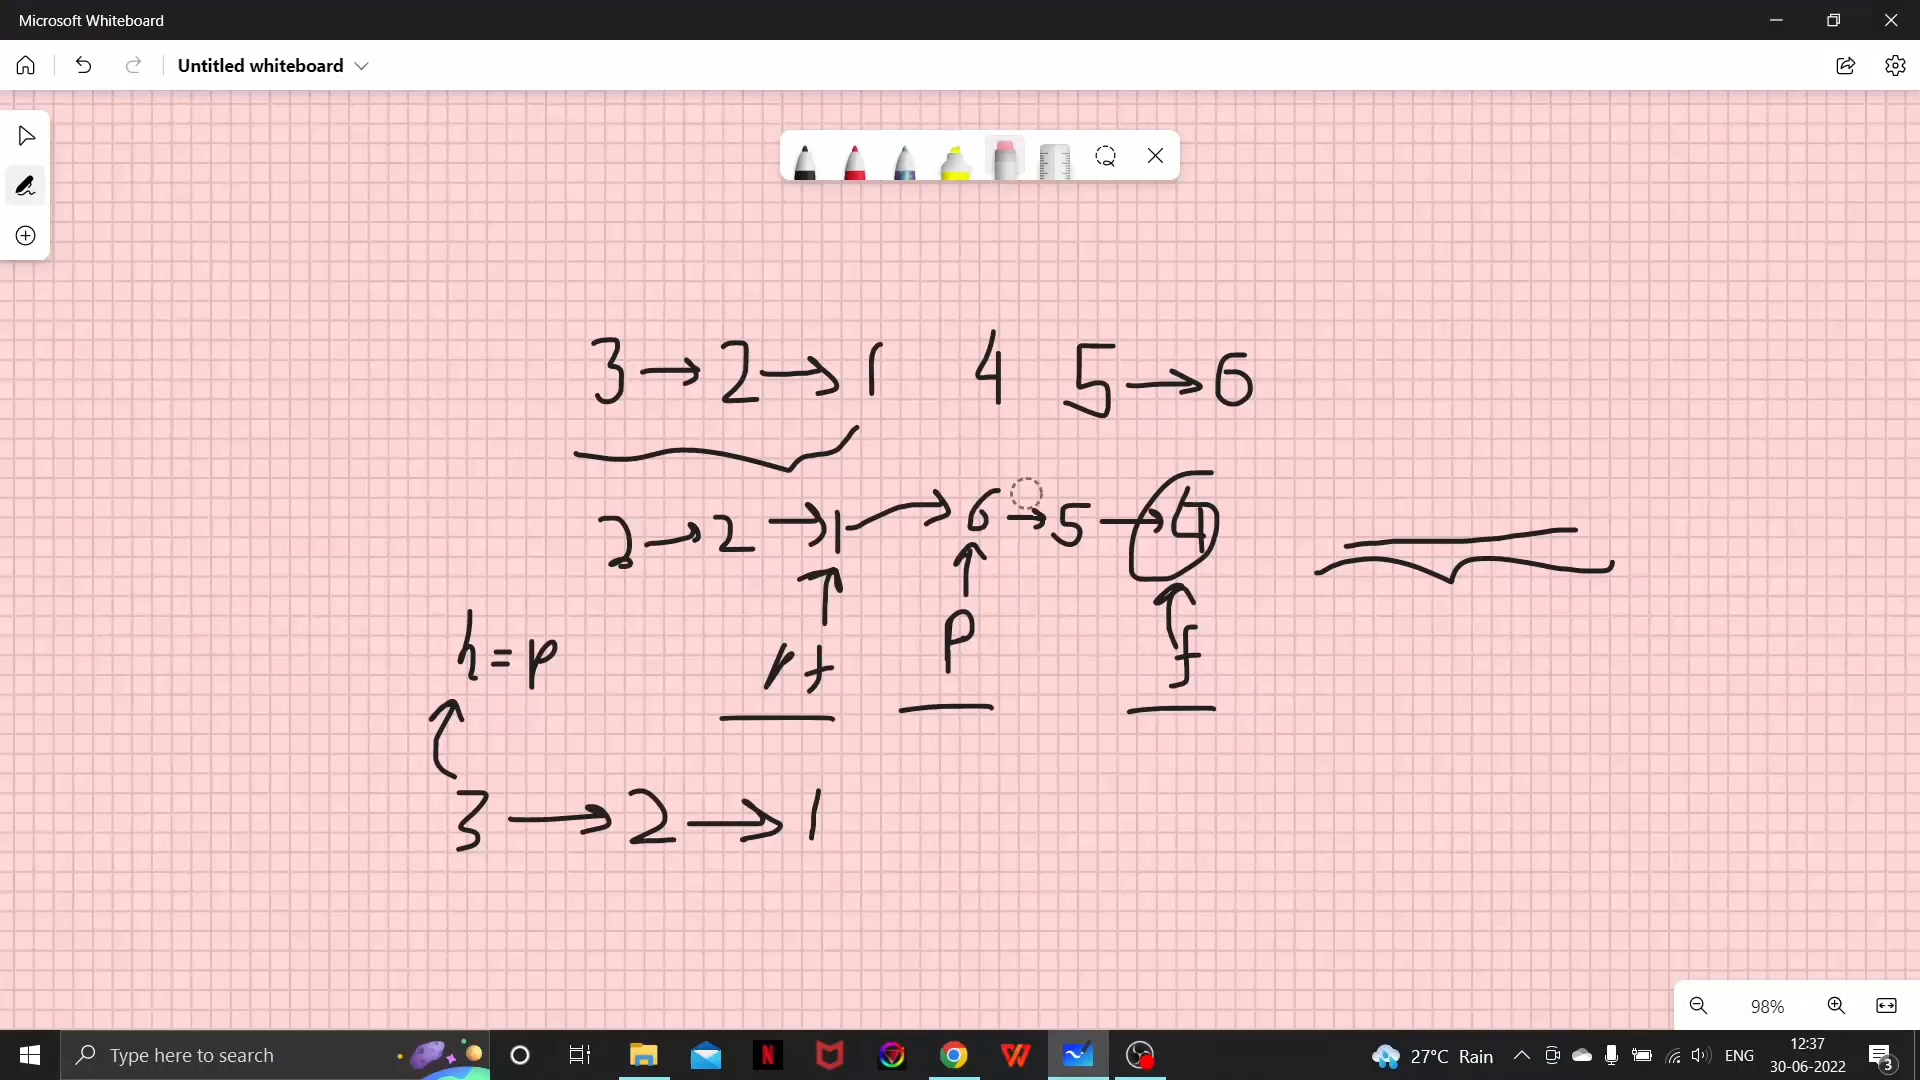 Microsoft Whiteboard
Untitled whiteboard
3 → 2 → 1 4 5 → 6
3 → 2 → 1 → 6 → 5 → 4
h = p
P
f
3 → 2 → 1
98%
Type here to search
27°C Rain
ENG
12:37
30-06-2022
3